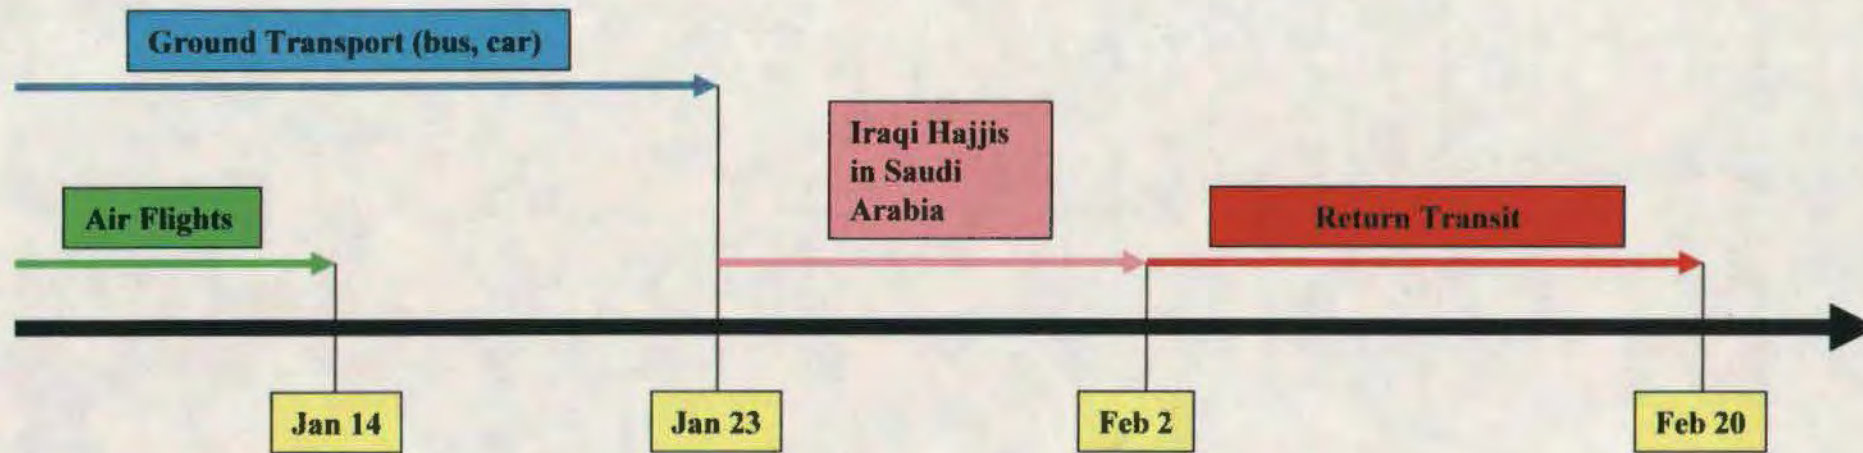 Ground Transport (bus, car)
Iraqi Hajjis
in Saudi
Arabia
Air Flights
Return Transit
Jan 14
Jan 23
Feb 2
Feb 20